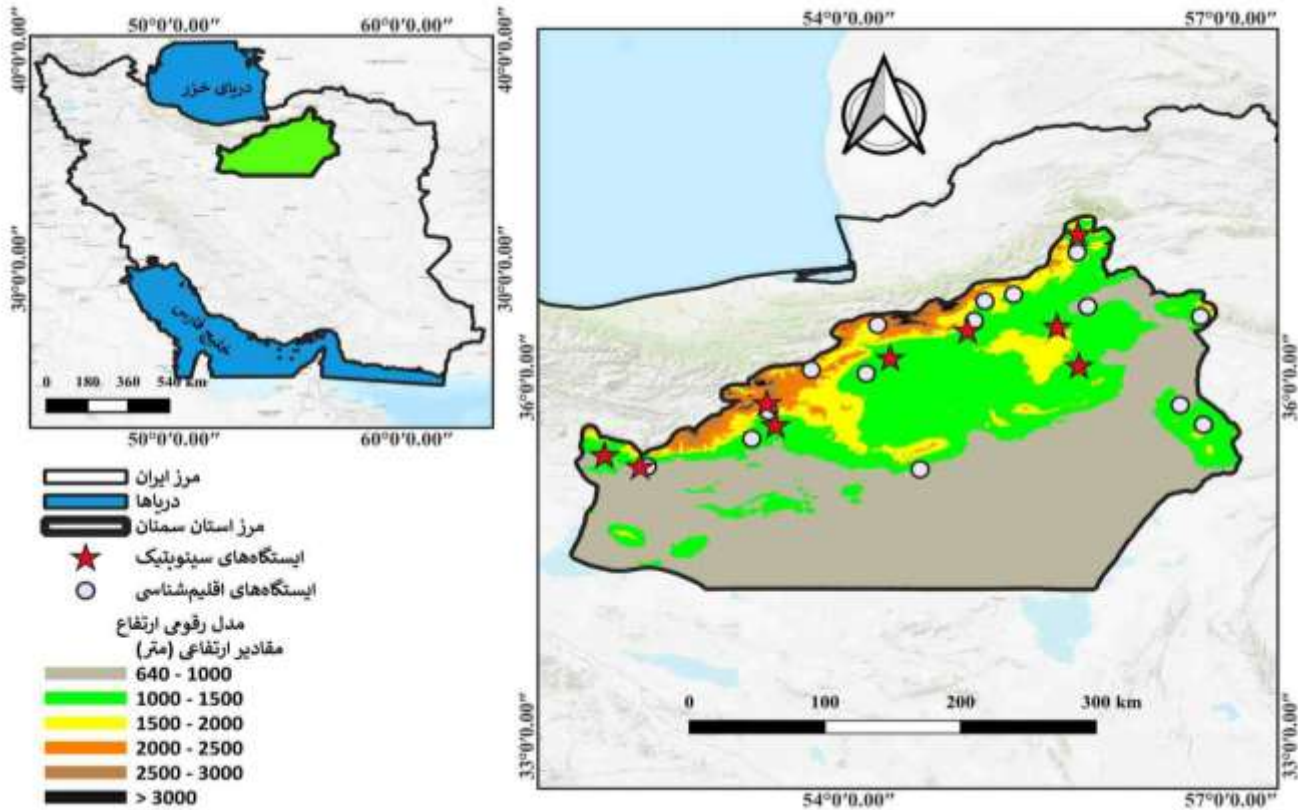 50°0'0.00" 60°0'0.00"
40°0'0.00" 40°0'0.00"
دریای خزر
30°0'0.00" 30°0'0.00"
خلیج فارس
0 180 360 540 km
50°0'0.00" 60°0'0.00"
مرز ایران
دریاها
مرز استان سمنان
ایستگاه‌های سینوپتیک
ایستگاه‌های اقلیم‌شناسی
مدل رقومی ارتفاع
مقادیر ارتفاعی (متر)
640 - 1000
1000 - 1500
1500 - 2000
2000 - 2500
2500 - 3000
> 3000
54°0'0.00" 57°0'0.00"
36°0'0.00" 36°0'0.00"
0 100 200 300 km
33°0'0.00" 33°0'0.00"
54°0'0.00" 57°0'0.00"